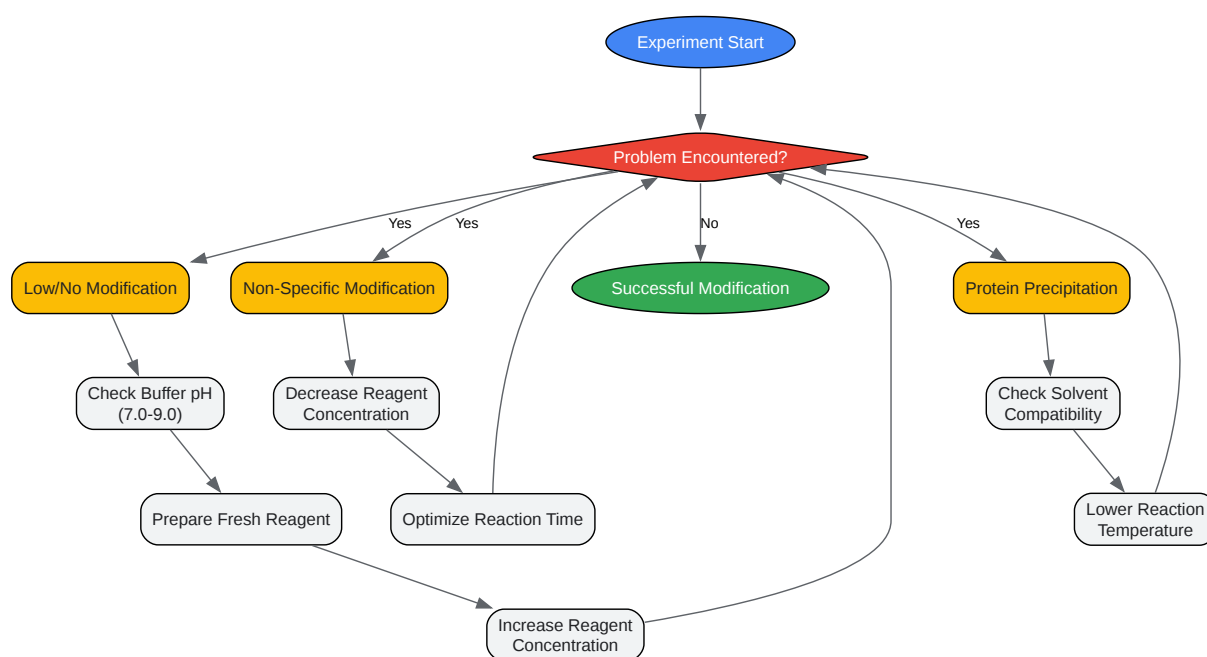 Experiment Start
Problem Encountered?
Yes
Yes
No
Yes
Low/No Modification
Non-Specific Modification
Successful Modification
Protein Precipitation
Check Buffer pH
(7.0-9.0)
Decrease Reagent
Concentration
Check Solvent
Compatibility
Prepare Fresh Reagent
Optimize Reaction Time
Lower Reaction
Temperature
Increase Reagent
Concentration